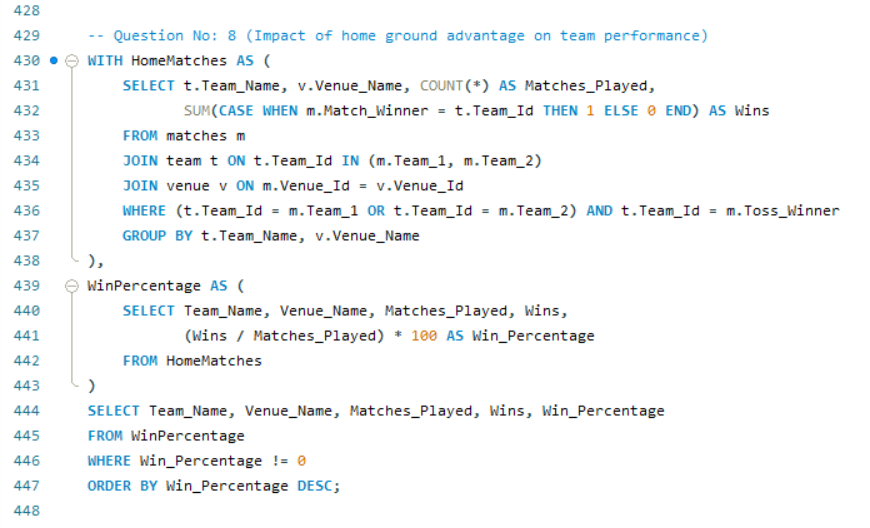 428
429 -- Question No: 8 (Impact of home ground advantage on team performance)
430 WITH HomeMatches AS (
431 SELECT t.Team_Name, v.Venue_Name, COUNT(*) AS Matches_Played,
432 SUM(CASE WHEN m.Match_Winner = t.Team_Id THEN 1 ELSE 0 END) AS Wins
433 FROM matches m
434 JOIN team t ON t.Team_Id IN (m.Team_1, m.Team_2)
435 JOIN venue v ON m.Venue_Id = v.Venue_Id
436 WHERE (t.Team_Id = m.Team_1 OR t.Team_Id = m.Team_2) AND t.Team_Id = m.Toss_Winner
437 GROUP BY t.Team_Name, v.Venue_Name
438 ),
439 WinPercentage AS (
440 SELECT Team_Name, Venue_Name, Matches_Played, Wins,
441 (Wins / Matches_Played) * 100 AS Win_Percentage
442 FROM HomeMatches
443 )
444 SELECT Team_Name, Venue_Name, Matches_Played, Wins, Win_Percentage
445 FROM WinPercentage
446 WHERE Win_Percentage != 0
447 ORDER BY Win_Percentage DESC;
448